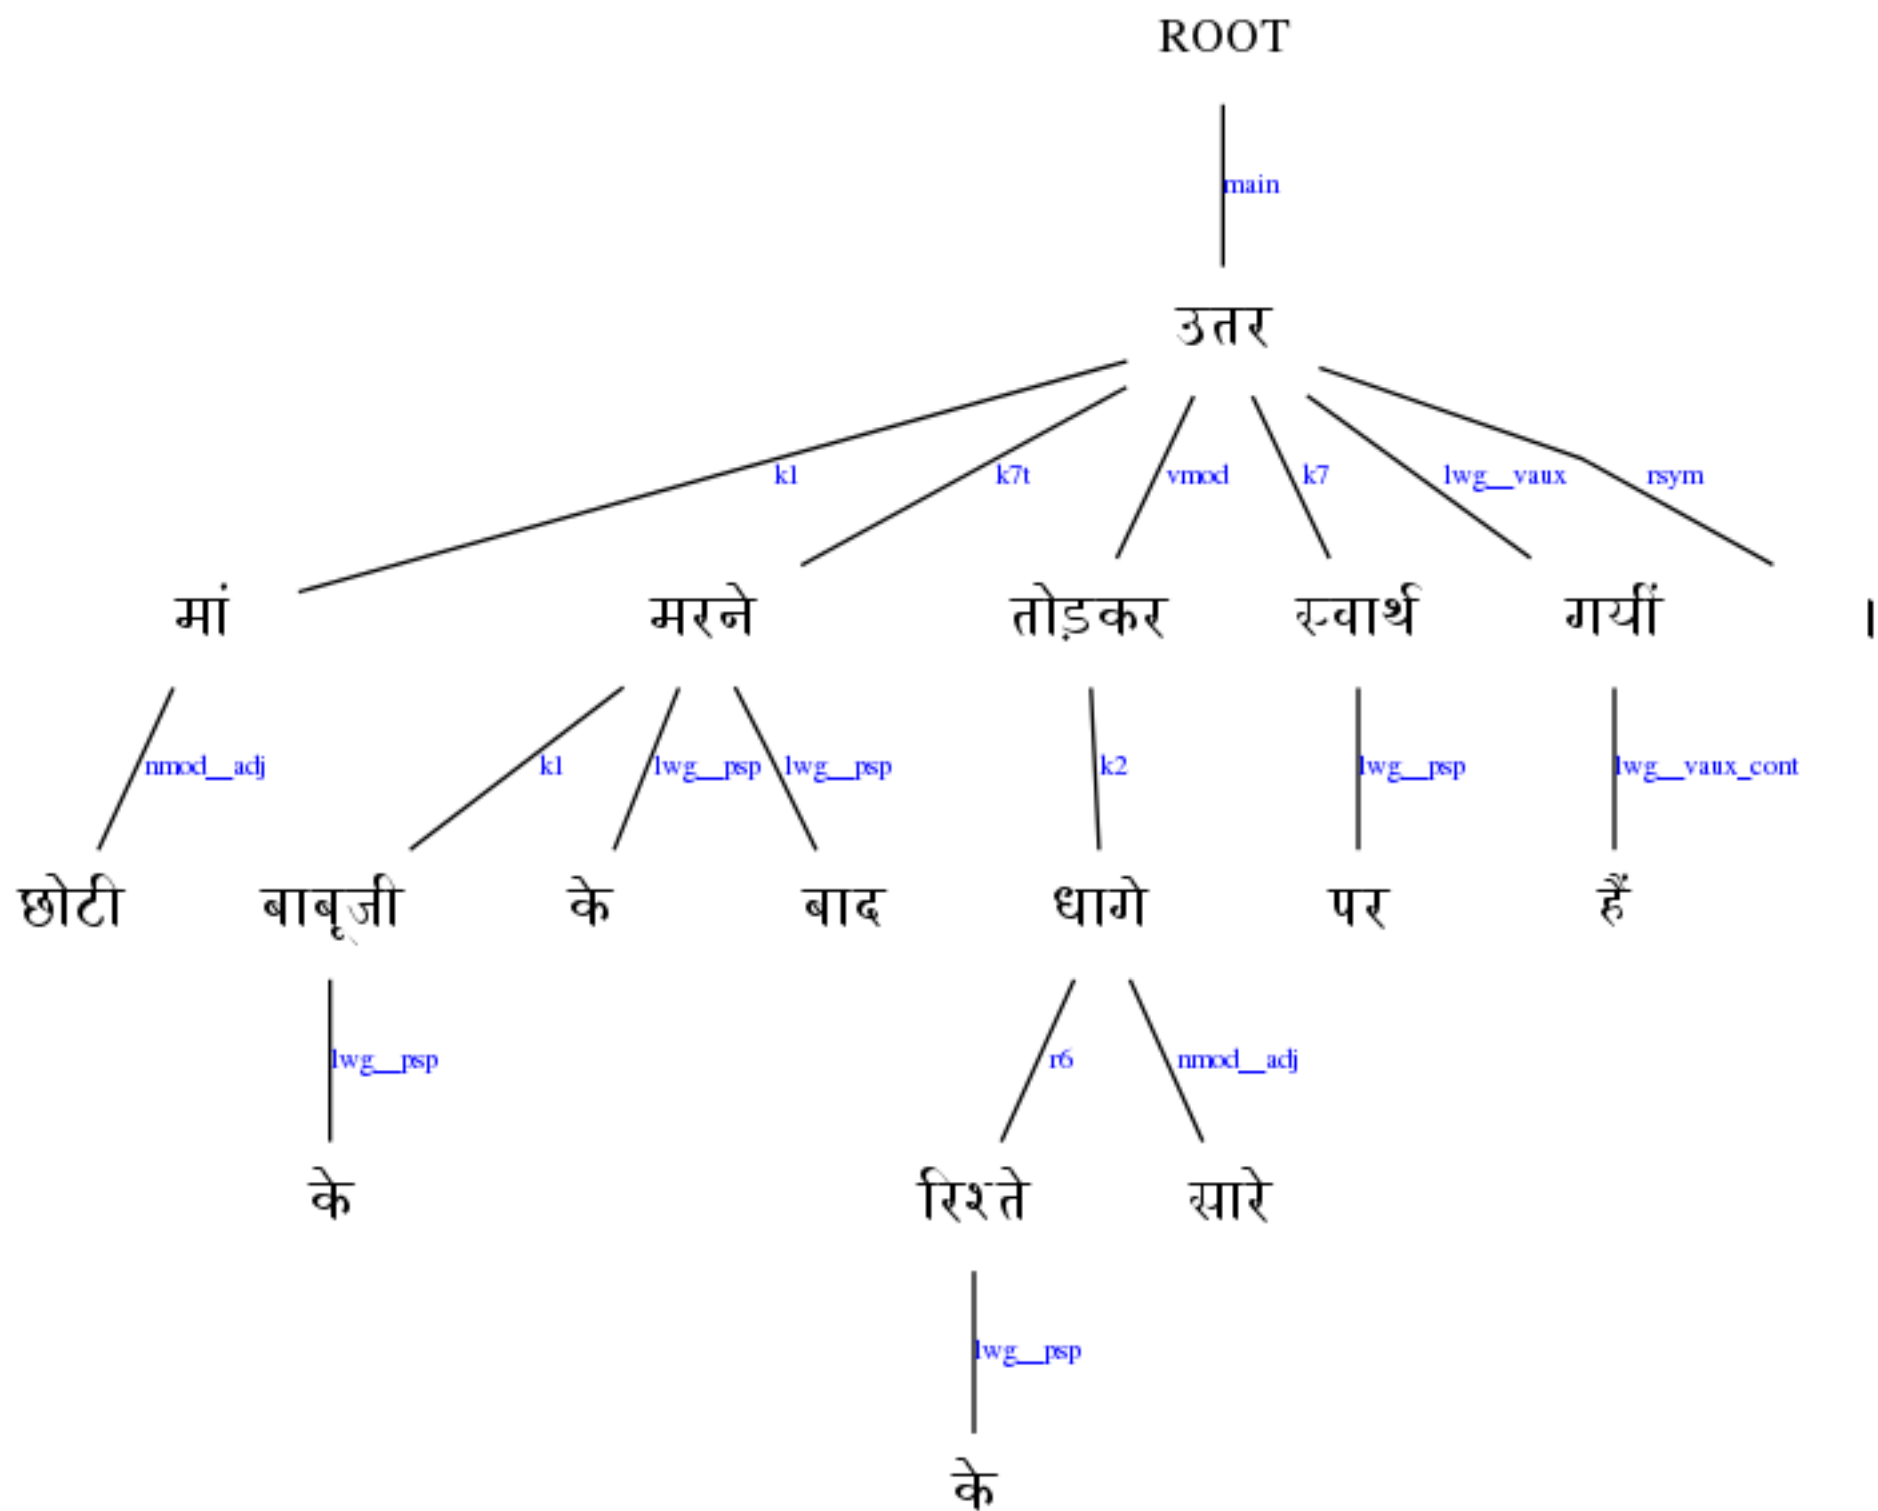 ROOT
main
उतर
k1 k7t vmod k7 lwg__vaux rsym
मां मरने तोड़कर स्वार्थ गयीं ।
nmod__adj k1 lwg__psp lwg__psp k2 lwg__psp lwg__vaux_cont
छोटी बाबूजी के बाद धागे पर हैं
lwg__psp r6 nmod__adj
के रिश्ते सारे
lwg__psp
के